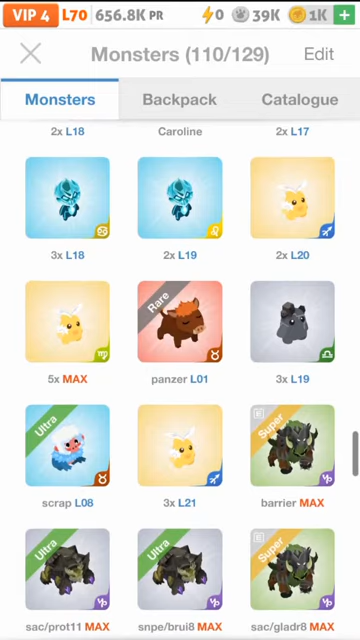 VIP 4 L70 656.8K PR 0 39K 1K
Monsters (110/129) Edit
Monsters Backpack Catalogue
2x L18 Caroline 2x L17
3x L18 2x L19 2x L20
Rare
5x MAX panzer L01 3x L19
Ultra Super
scrap L08 3x L21 barrier MAX
Ultra Ultra Super
sac/prot11 MAX snpe/brui8 MAX sac/gladr8 MAX